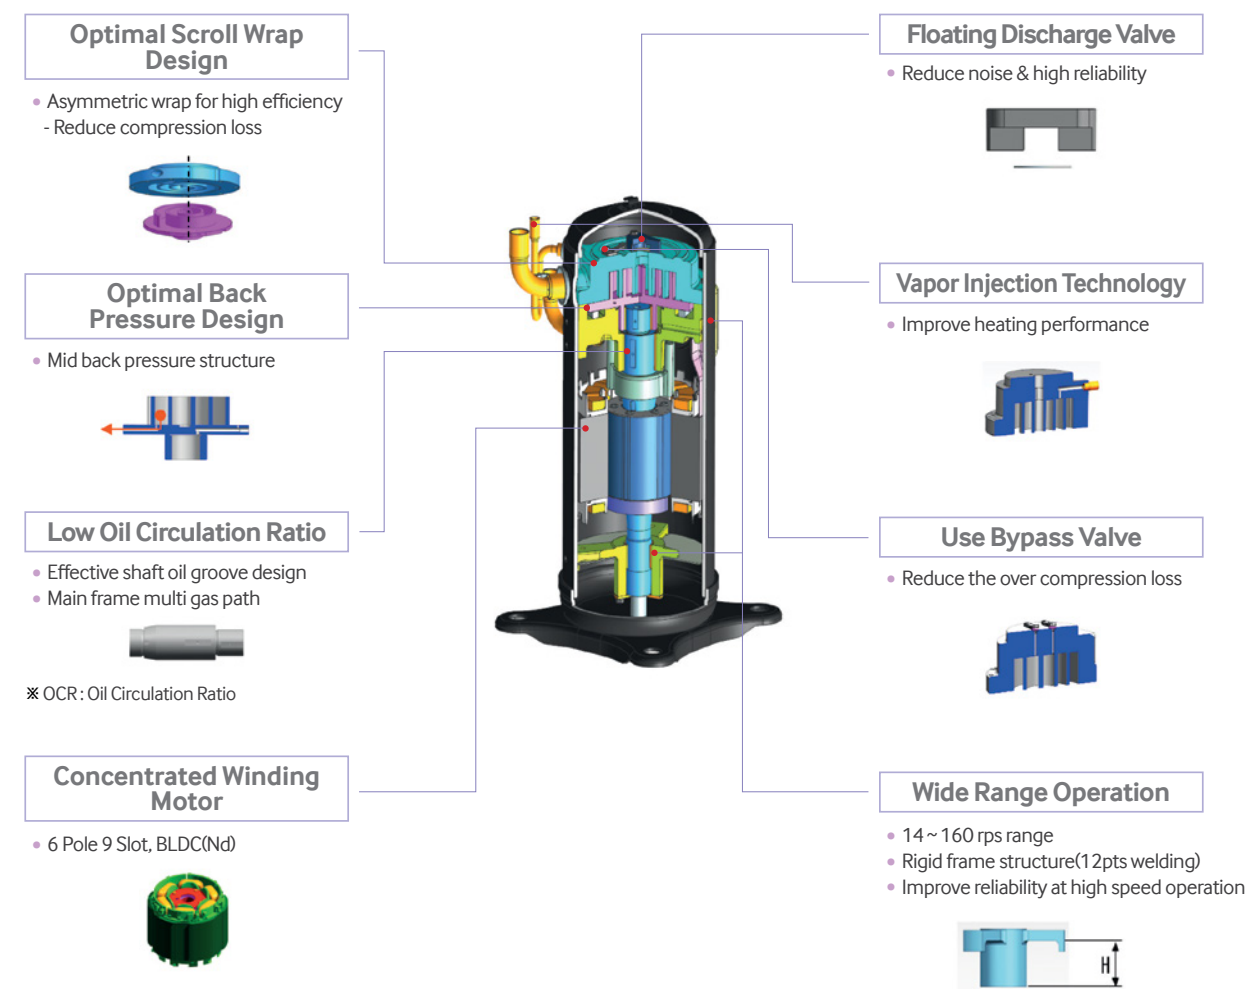 Optimal Scroll Wrap
Design
• Asymmetric wrap for high efficiency
- Reduce compression loss
Optimal Back
Pressure Design
• Mid back pressure structure
Low Oil Circulation Ratio
• Effective shaft oil groove design
• Main frame multi gas path
※ OCR : Oil Circulation Ratio
Concentrated Winding
Motor
• 6 Pole 9 Slot, BLDC(Nd)
Floating Discharge Valve
• Reduce noise & high reliability
Vapor Injection Technology
• Improve heating performance
Use Bypass Valve
• Reduce the over compression loss
Wide Range Operation
• 14 ~ 160 rps range
• Rigid frame structure(12pts welding)
• Improve reliability at high speed operation
H